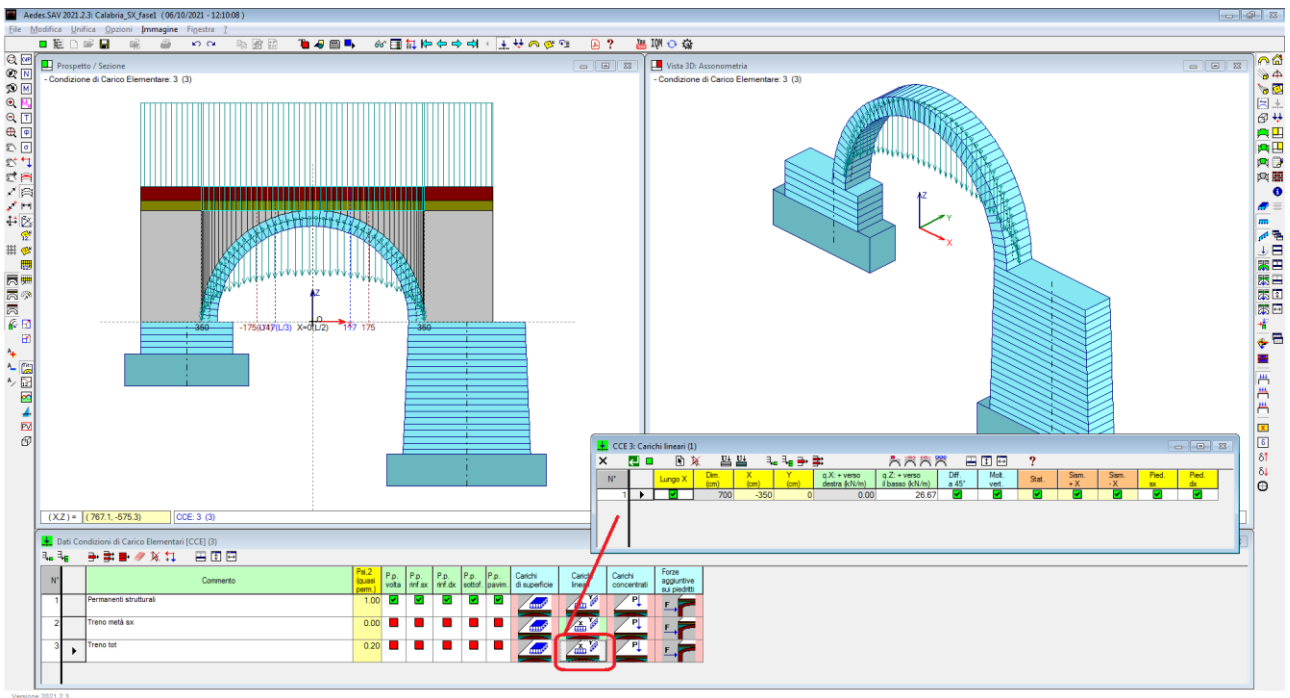 Aedes.SAV 2021.2.3: Calabria_SX_fase1 (06/10/2021 - 12:10:08)
File Modifica Unifica Opzioni Immagine Finestra ?
Prospetto / Sezione
- Condizione di Carico Elementare: 3 (3)
Z
350 X=0 117 175 350
(X,Z) = (767.1, -575.3) CCE: 3 (3)
Vista 3D: Assonometria
- Condizione di Carico Elementare: 3 (3)
Z
Y
X
CCE 3: Carichi lineari (1)
N° Lungo X Dim. (cm) X (cm) Y (cm) q.X: + verso destra (kN/m) q.Z: + verso il basso (kN/m) Diff. a 45° Molt. vert. Stat. Sism. + X Sism. - X Pied. sx Pied. dx
1 700 -350 0 0.00 26.67
Dati Condizioni di Carico Elementari [CCE] (3)
N° Commento Psi,2 (quasi perm.) P.p. volta P.p. rinf.sx P.p. rinf.dx P.p. sottof. P.p. pavim. Carichi di superficie Carichi lineari Carichi concentrati Forze aggiuntive sui piedritti
1 Permanenti strutturali 1.00
2 Treno metà sx 0.00
3 Treno tot 0.20
Versione 2021.2.3